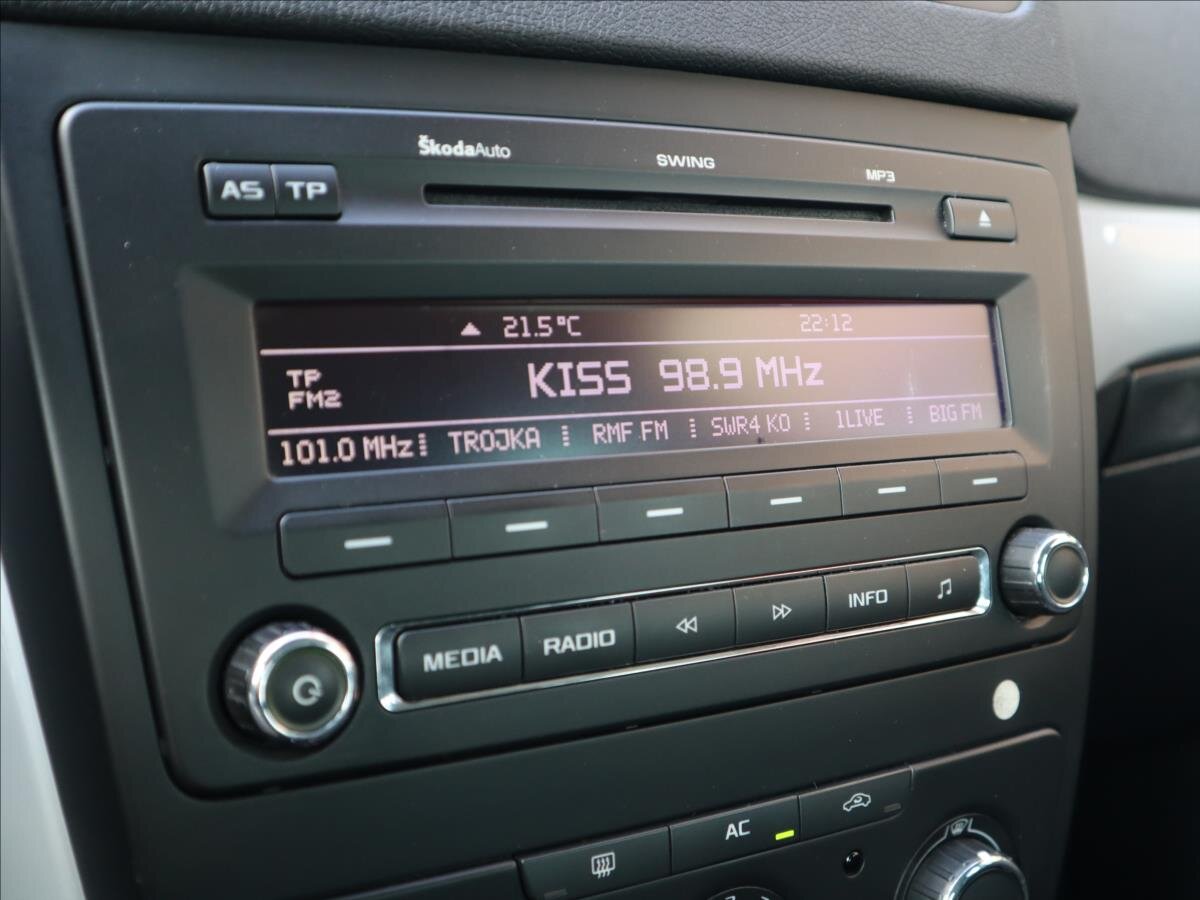 ŠkodaAuto SWING MP3
AS TP
21.5°C 22:12
TP KISS 98.9 MHz
FM2
101.0 MHz TROJKA RMF FM SWR4 KO 1LIVE BIG FM
MEDIA RADIO INFO
AC